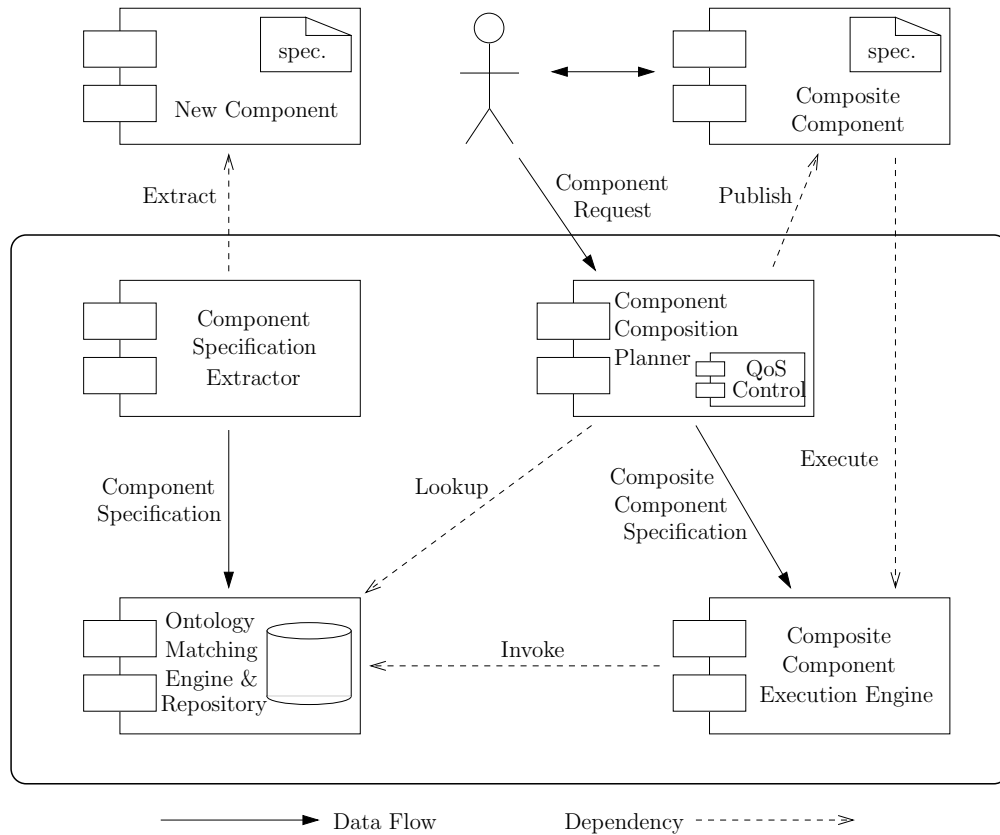 spec.
New Component
spec.
Composite
Component
Extract
Component
Request
Publish
Component
Specification
Extractor
Component
Composition
Planner
QoS
Control
Component
Specification
Lookup
Composite
Component
Specification
Execute
Ontology
Matching
Engine &
Repository
Invoke
Composite
Component
Execution Engine
Data Flow
Dependency